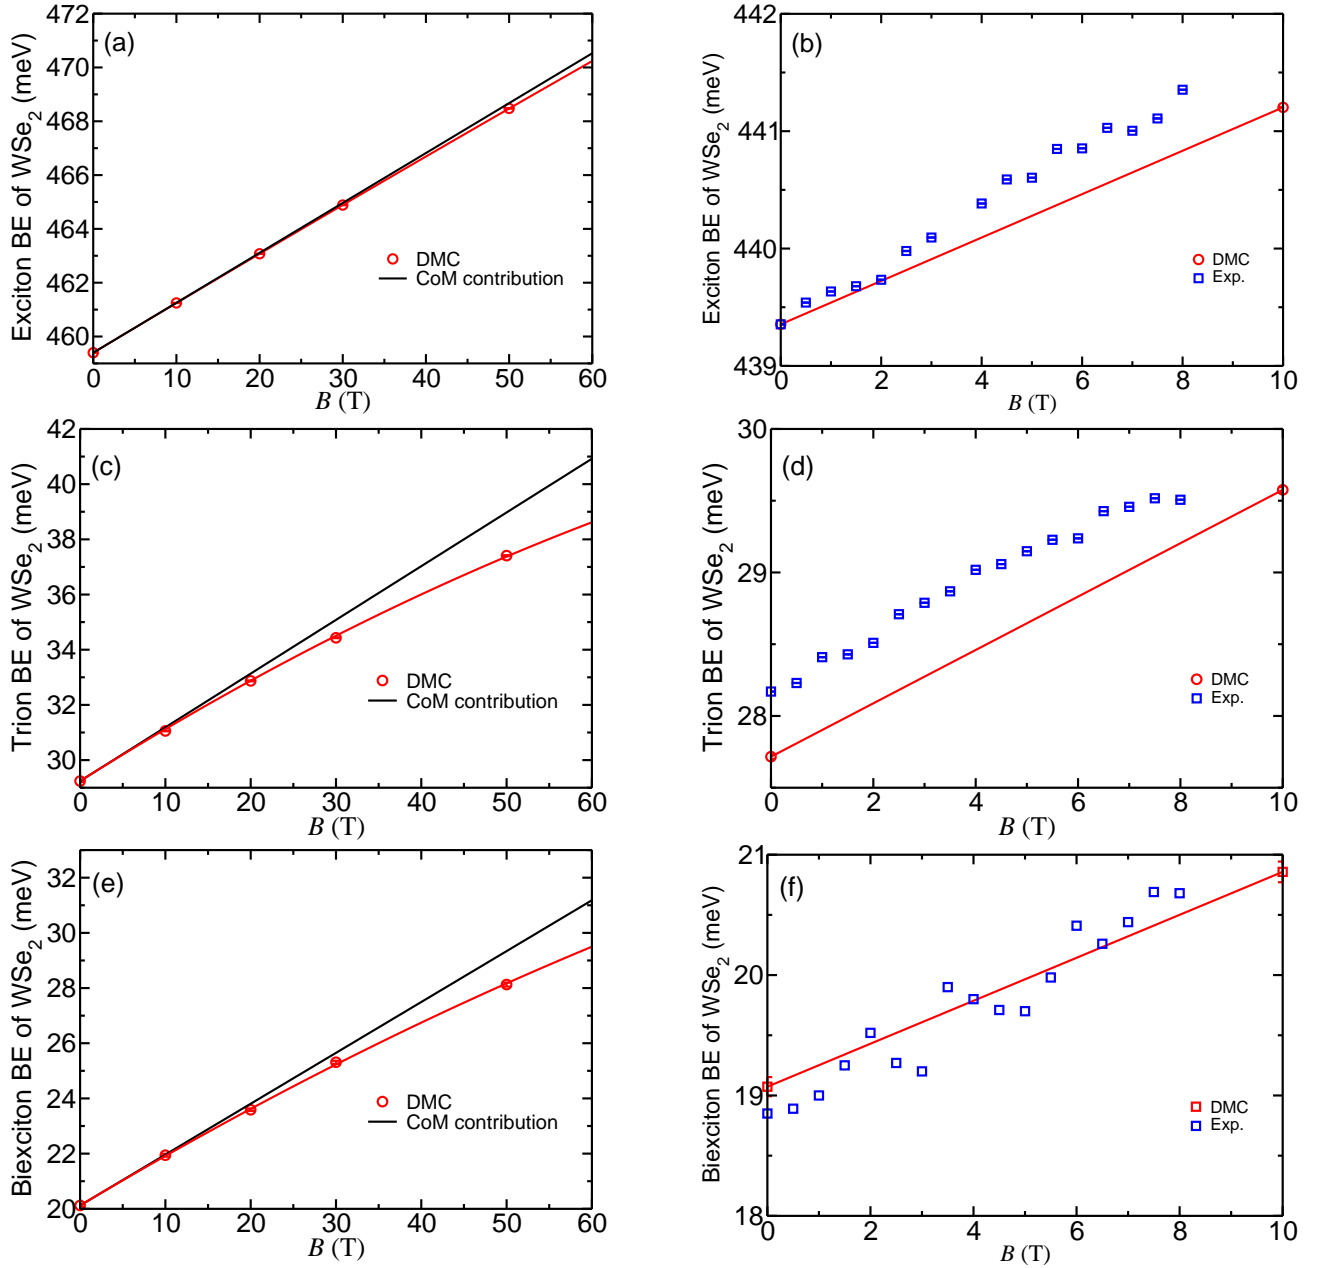 (a)
Exciton BE of WSe2 (meV)
472
470
468
466
464
462
460
0 10 20 30 40 50 60
B (T)
DMC
CoM contribution
(b)
Exciton BE of WSe2 (meV)
442
441
440
439
0 2 4 6 8 10
B (T)
DMC
Exp.
(c)
Trion BE of WSe2 (meV)
42
40
38
36
34
32
30
0 10 20 30 40 50 60
B (T)
DMC
CoM contribution
(d)
Trion BE of WSe2 (meV)
30
29
28
0 2 4 6 8 10
B (T)
DMC
Exp.
(e)
Biexciton BE of WSe2 (meV)
32
30
28
26
24
22
20
0 10 20 30 40 50 60
B (T)
DMC
CoM contribution
(f)
Biexciton BE of WSe2 (meV)
21
20
19
18
0 2 4 6 8 10
B (T)
DMC
Exp.